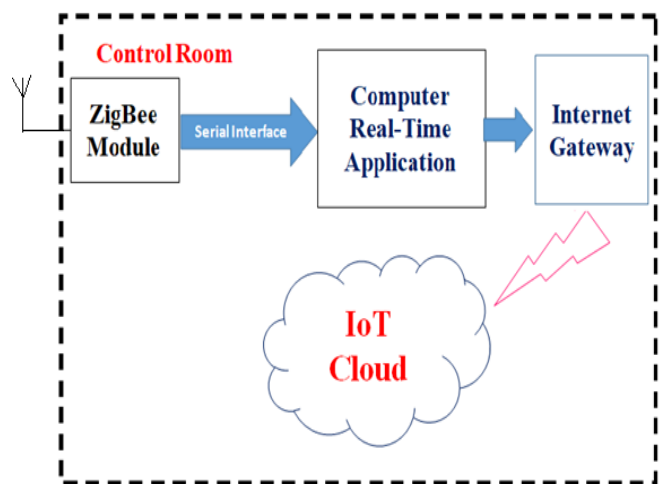 Control Room
ZigBee
Module
Serial Interface
Computer
Real-Time
Application
Internet
Gateway
IoT
Cloud